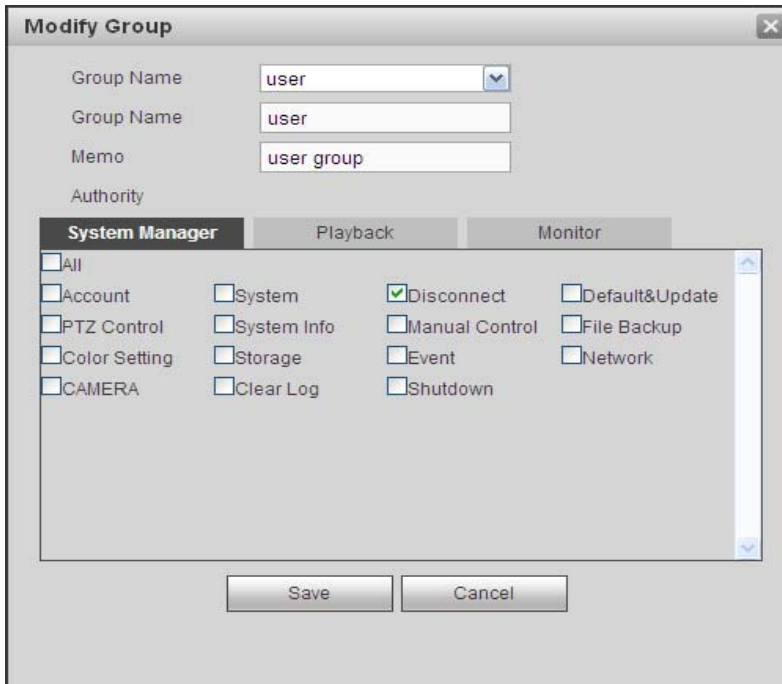 Modify Group
Group Name user
Group Name user
Memo user group
Authority
System Manager Playback Monitor
All
Account System Disconnect Default&Update
PTZ Control System Info Manual Control File Backup
Color Setting Storage Event Network
CAMERA Clear Log Shutdown
Save Cancel